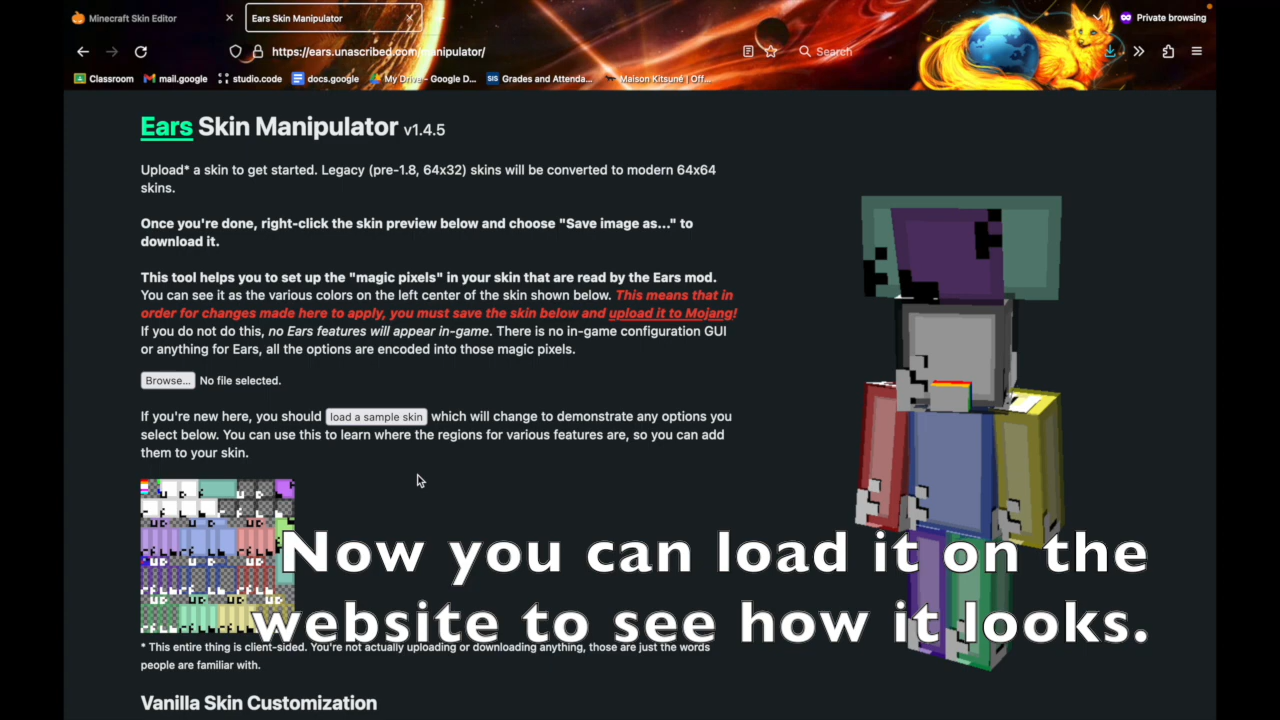 Minecraft Skin Editor
Ears Skin Manipulator
Private browsing
https://ears.unascribed.com/manipulator/
Search
Classroom
mail.google
studio.code
docs.google
My Drive - Google D...
Grades and Attenda...
Maison Kitsuné | Off...
Ears Skin Manipulator v1.4.5
Upload* a skin to get started. Legacy (pre-1.8, 64x32) skins will be converted to modern 64x64
skins.
Once you're done, right-click the skin preview below and choose "Save image as..." to
download it.
This tool helps you to set up the "magic pixels" in your skin that are read by the Ears mod.
You can see it as the various colors on the left center of the skin shown below. This means that in
order for changes made here to apply, you must save the skin below and upload it to Mojang!
If you do not do this, no Ears features will appear in-game. There is no in-game configuration GUI
or anything for Ears, all the options are encoded into those magic pixels.
Browse... No file selected.
If you're new here, you should load a sample skin which will change to demonstrate any options you
select below. You can use this to learn where the regions for various features are, so you can add
them to your skin.
Now you can load it on the
website to see how it looks.
* This entire thing is client-sided. You're not actually uploading or downloading anything, those are just the words
people are familiar with.
Vanilla Skin Customization